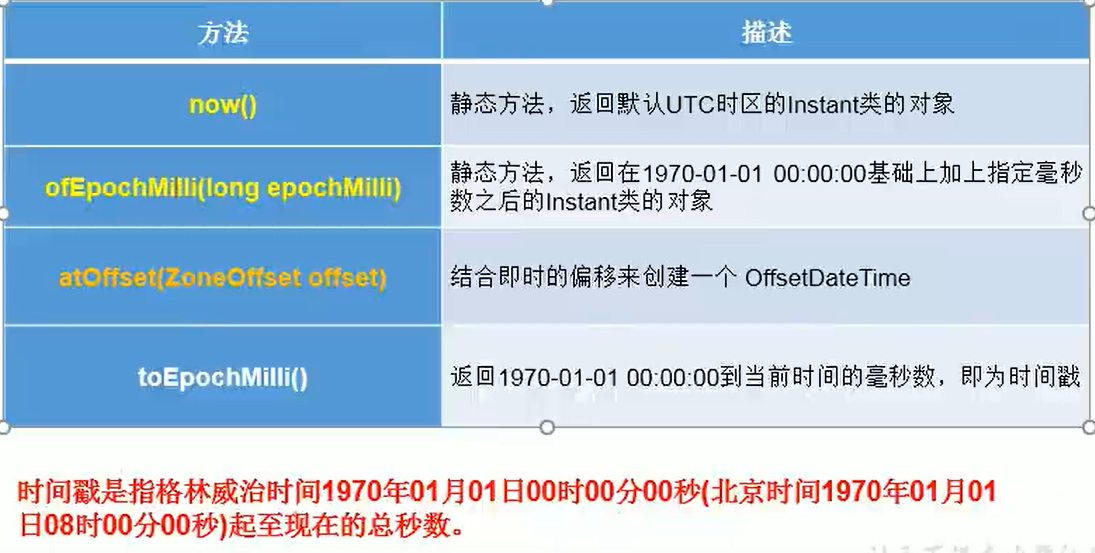 方法 描述
now() 静态方法，返回默认UTC时区的Instant类的对象
ofEpochMilli(long epochMilli) 静态方法，返回在1970-01-01 00:00:00基础上加上指定毫秒
数之后的Instant类的对象
atOffset(ZoneOffset offset) 结合即时的偏移来创建一个 OffsetDateTime
toEpochMilli() 返回1970-01-01 00:00:00到当前时间的毫秒数，即为时间戳
时间戳是指格林威治时间1970年01月01日00时00分00秒(北京时间1970年01月01
日08时00分00秒)起至现在的总秒数。